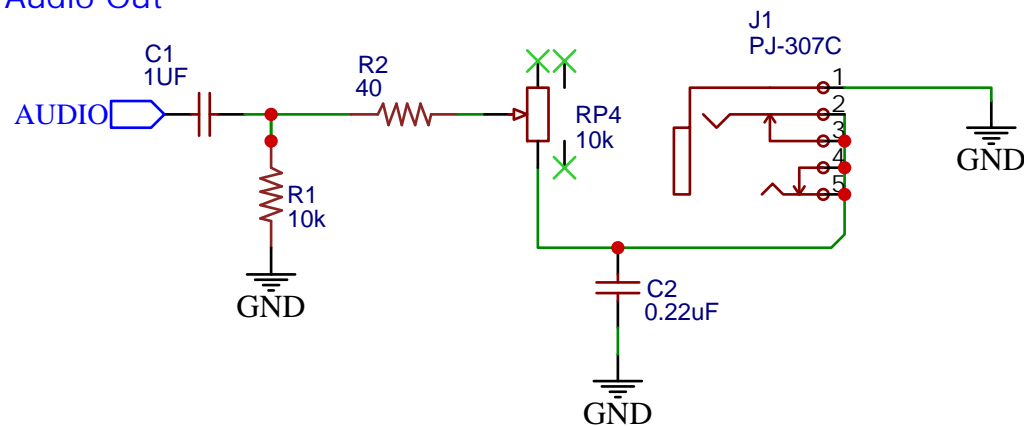 Audio Out
J1
PJ-307C
C1
1UF
R2
40
AUDIO
RP4
10k
1
2
3
4
5
GND
R1
10k
GND
C2
0.22uF
GND